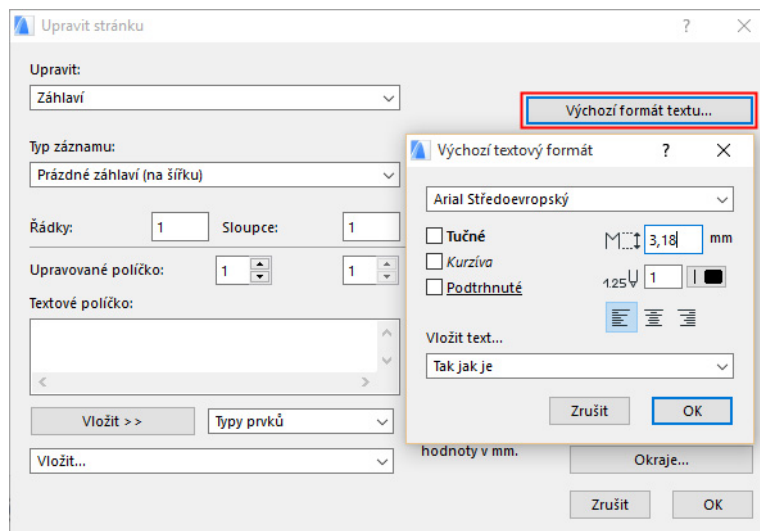 Upravit stránku
?
Upravit:
Záhlaví
Výchozí formát textu...
Typ záznamu:
Prázdné záhlaví (na šířku)
Řádky:
1
Sloupce:
1
Upravované políčko:
1
1
Textové políčko:
Vložit >>
Typy prvků
Vložit...
hodnoty v mm.
Okraje...
Zrušit
OK
Výchozí textový formát
?
Arial Středoevropský
Tučné
3,18
mm
Kurzíva
1.25
1
Podtrhnuté
Vložit text...
Tak jak je
Zrušit
OK